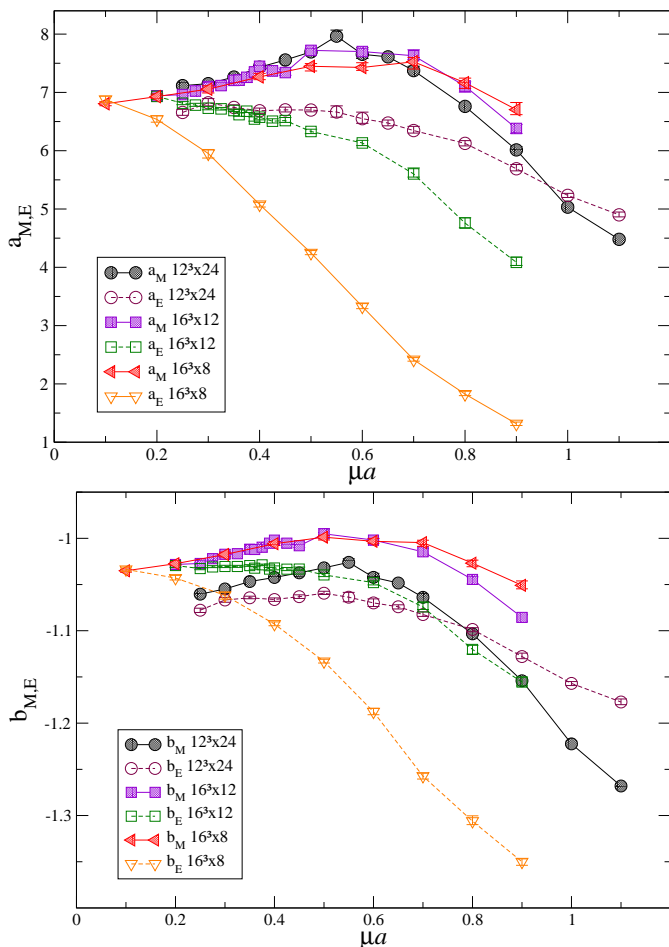 8
7
6
5
4
3
2
1
a_M,E
a_M 12³x24
a_E 12³x24
a_M 16³x12
a_E 16³x12
a_M 16³x8
a_E 16³x8
0 0.2 0.4 0.6 0.8 1
μa
-1
-1.1
-1.2
-1.3
b_M,E
b_M 12³x24
b_E 12³x24
b_M 16³x12
b_E 16³x12
b_M 16³x8
b_E 16³x8
0 0.2 0.4 0.6 0.8 1
μa